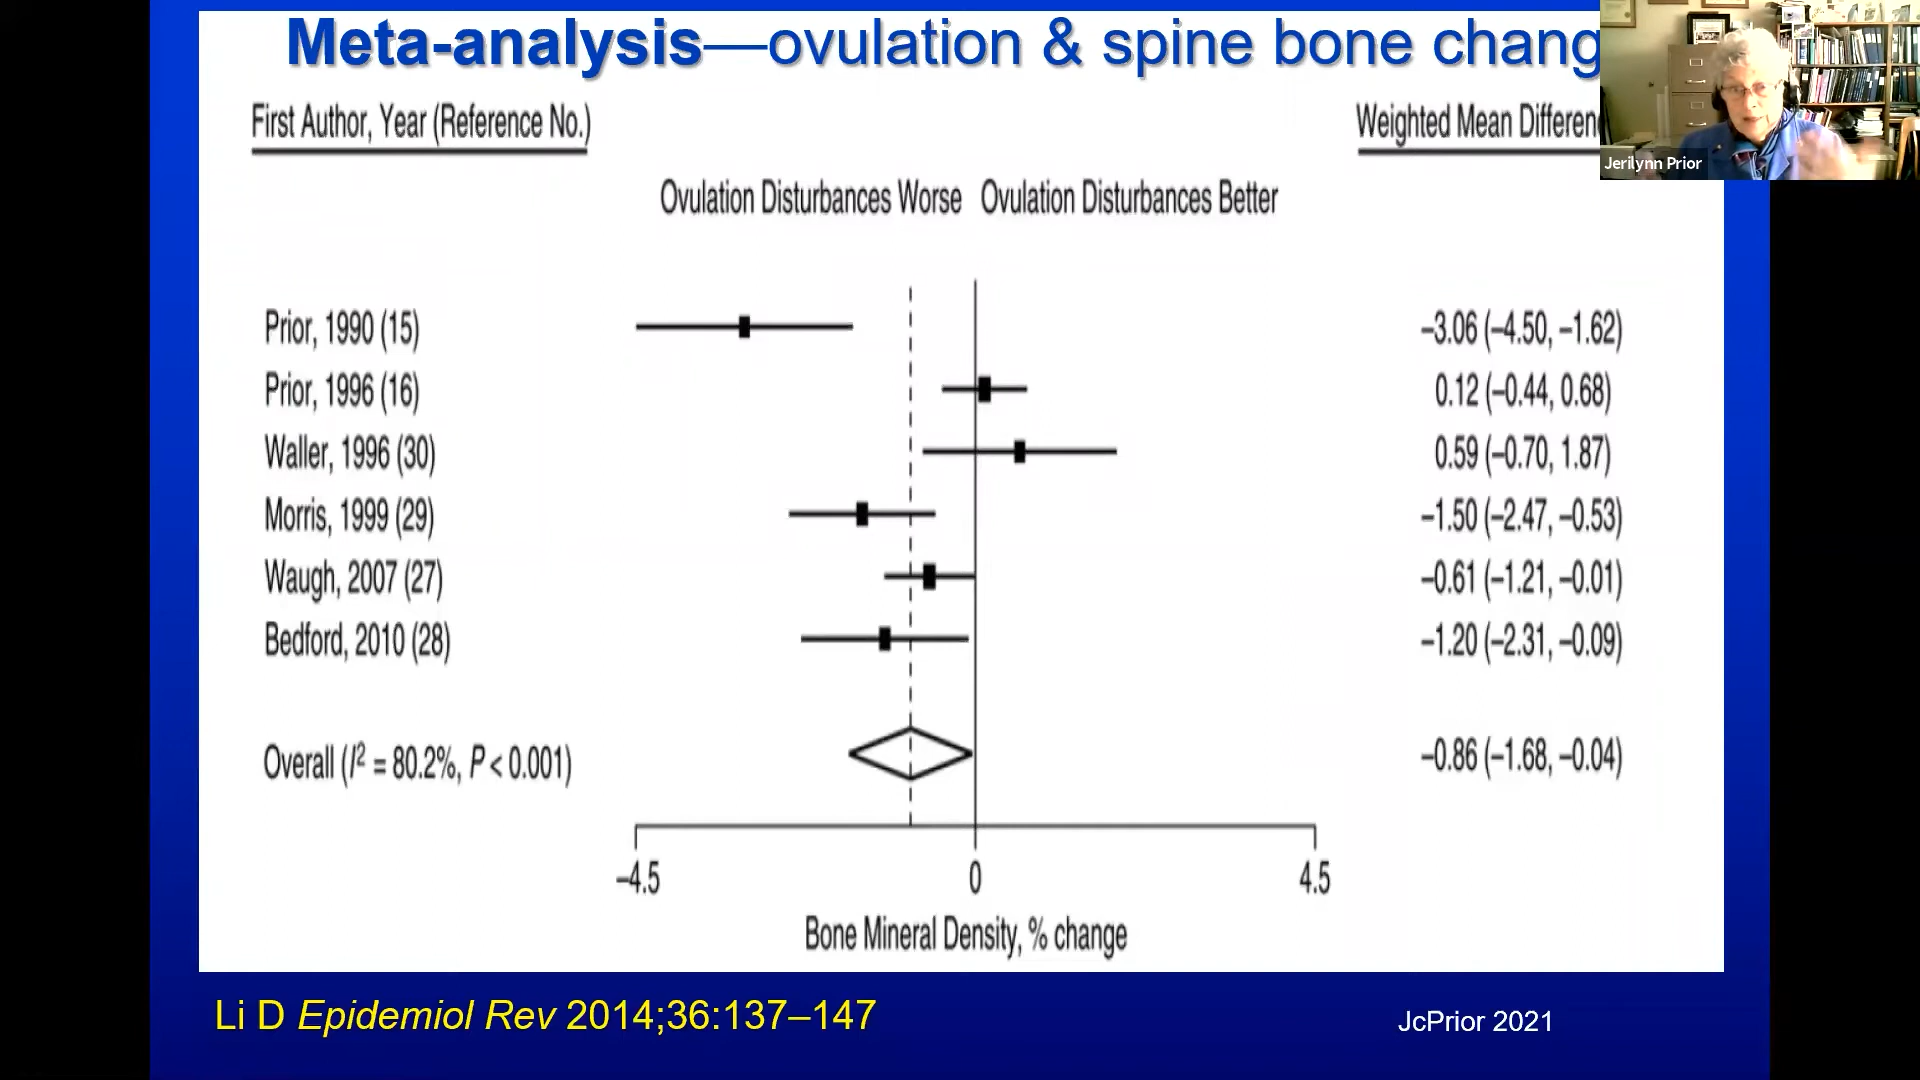 Meta-analysis—ovulation & spine bone chang
Jerilynn Prior
First Author, Year (Reference No.)
Weighted Mean Differen
Ovulation Disturbances Worse Ovulation Disturbances Better
Prior, 1990 (15) –3.06 (–4.50, –1.62)
Prior, 1996 (16) 0.12 (–0.44, 0.68)
Waller, 1996 (30) 0.59 (–0.70, 1.87)
Morris, 1999 (29) –1.50 (–2.47, –0.53)
Waugh, 2007 (27) –0.61 (–1.21, –0.01)
Bedford, 2010 (28) –1.20 (–2.31, –0.09)
Overall (I² = 80.2%, P < 0.001) –0.86 (–1.68, –0.04)
–4.5 0 4.5
Bone Mineral Density, % change
Li D Epidemiol Rev 2014;36:137–147
JcPrior 2021